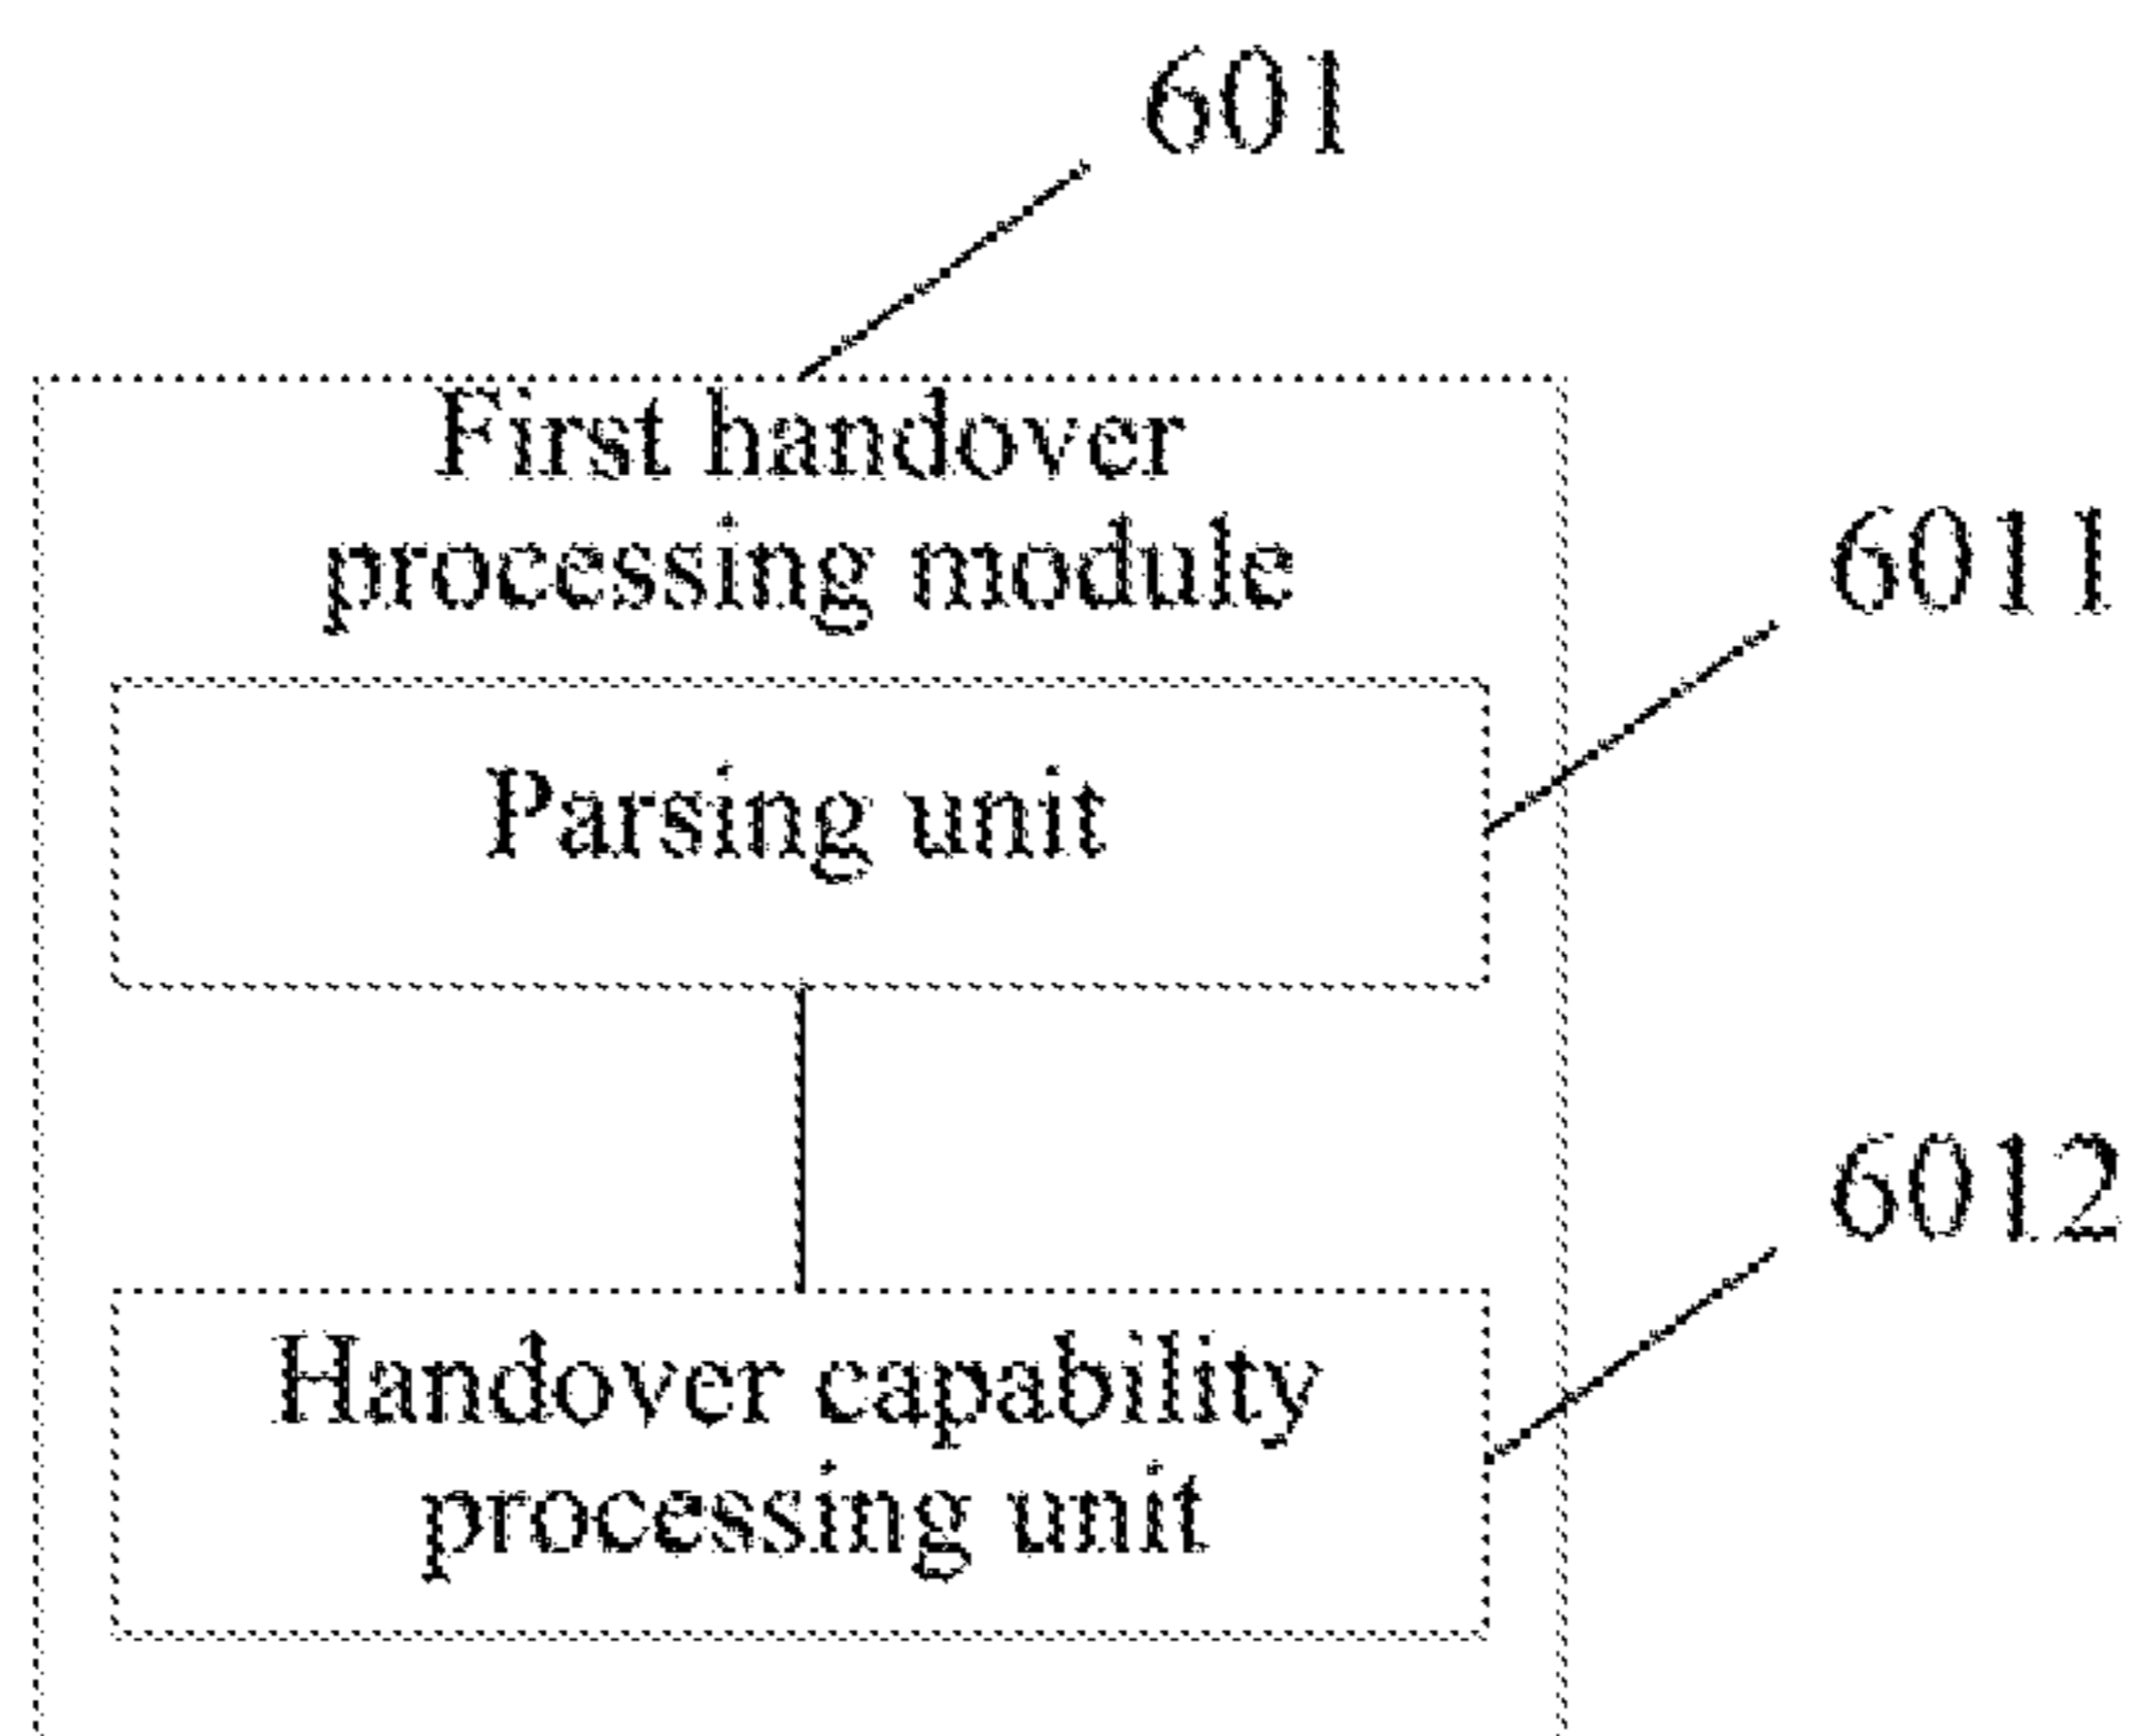 601
First handover
processing module
6011
Parsing unit
6012
Handover capability
processing unit